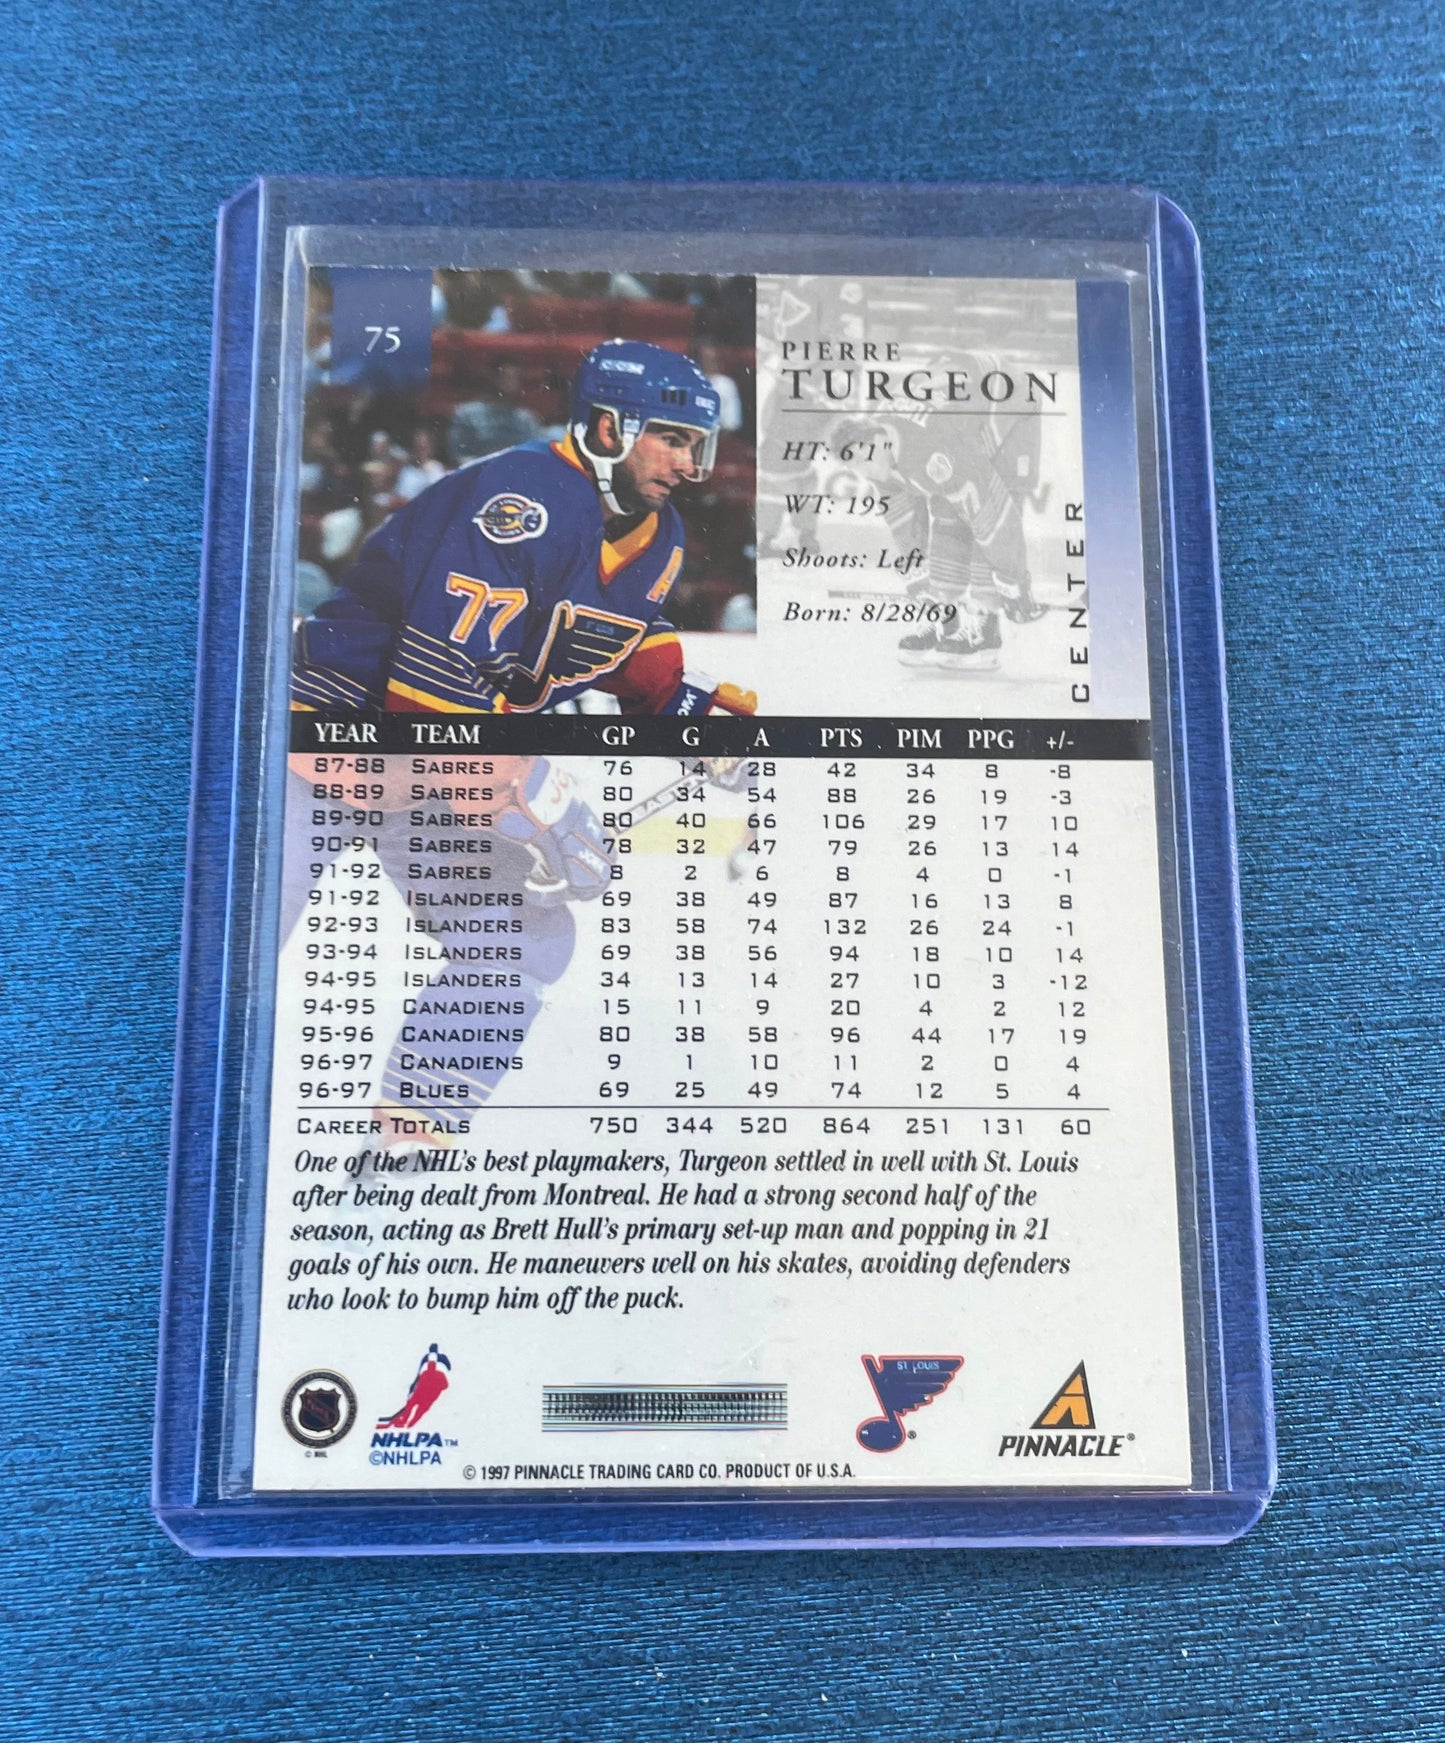 75
PIERRE
TURGEON
HT: 6'1"
WT: 195
Shoots: Left
Born: 8/28/69
CENTER
CCM
77
YEAR TEAM GP G A PTS PIM PPG +/-
87-88 SABRES 76 14 28 42 34 8 -8
88-89 SABRES 80 34 54 88 26 19 -3
89-90 SABRES 80 40 66 106 29 17 10
90-91 SABRES 78 32 47 79 26 13 14
91-92 SABRES 8 2 6 8 4 0 -1
91-92 ISLANDERS 69 38 49 87 16 13 8
92-93 ISLANDERS 83 58 74 132 26 24 -1
93-94 ISLANDERS 69 38 56 94 18 10 14
94-95 ISLANDERS 34 13 14 27 10 3 -12
94-95 CANADIENS 15 11 9 20 4 2 12
95-96 CANADIENS 80 38 58 96 44 17 19
96-97 CANADIENS 9 1 10 11 2 0 4
96-97 BLUES 69 25 49 74 12 5 4
CAREER TOTALS 750 344 520 864 251 131 60
One of the NHL's best playmakers, Turgeon settled in well with St. Louis
after being dealt from Montreal. He had a strong second half of the
season, acting as Brett Hull's primary set-up man and popping in 21
goals of his own. He maneuvers well on his skates, avoiding defenders
who look to bump him off the puck.
© NHL
NHLPA™
©NHLPA
ST LOUIS
®
PINNACLE®
© 1997 PINNACLE TRADING CARD CO. PRODUCT OF U.S.A.